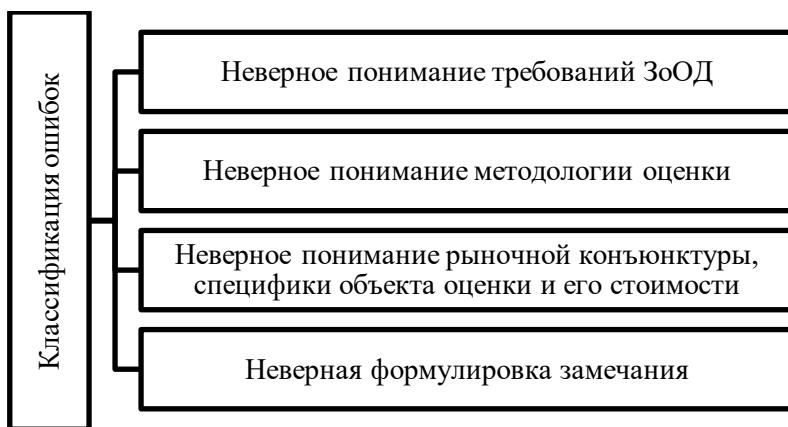 Классификация ошибок
Неверное понимание требований ЗоОД
Неверное понимание методологии оценки
Неверное понимание рыночной конъюнктуры,
специфики объекта оценки и его стоимости
Неверная формулировка замечания